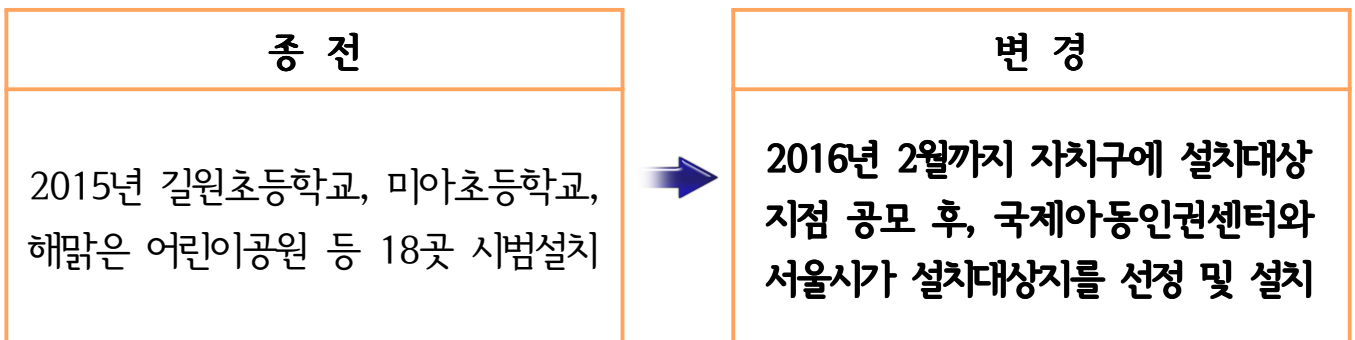 종 전
2015년 길원초등학교, 미아초등학교,
해맑은 어린이공원 등 18곳 시범설치
변 경
2016년 2월까지 자치구에 설치대상
지점 공모 후, 국제아동인권센터와
서울시가 설치대상지를 선정 및 설치